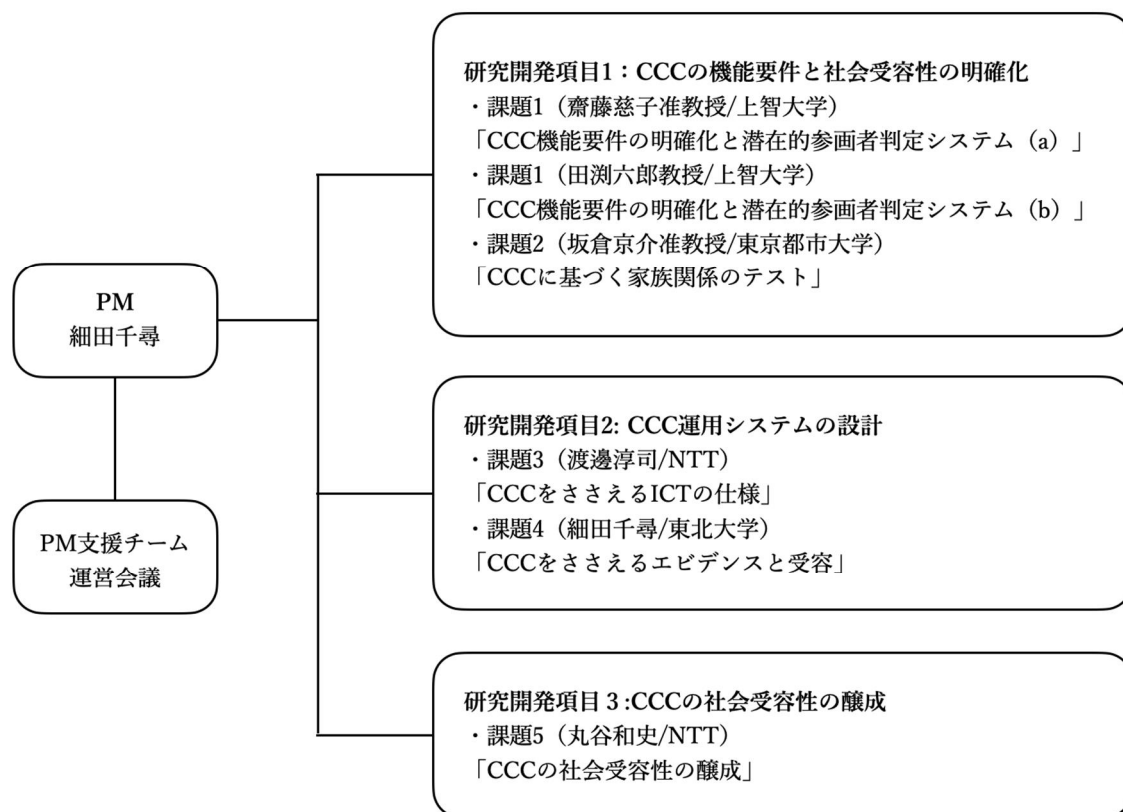 PM
細田千尋
PM支援チーム
運営会議
研究開発項目1：CCCの機能要件と社会受容性の明確化
・課題1（齋藤慈子准教授/上智大学）
「CCC機能要件の明確化と潜在的参画者判定システム（a）」
・課題1（田渕六郎教授/上智大学）
「CCC機能要件の明確化と潜在的参画者判定システム（b）」
・課題2（坂倉京介准教授/東京都市大学）
「CCCに基づく家族関係のテスト」
研究開発項目2: CCC運用システムの設計
・課題3（渡邊淳司/NTT）
「CCCをささえるICTの仕様」
・課題4（細田千尋/東北大学）
「CCCをささえるエビデンスと受容」
研究開発項目３:CCCの社会受容性の醸成
・課題5（丸谷和史/NTT）
「CCCの社会受容性の醸成」